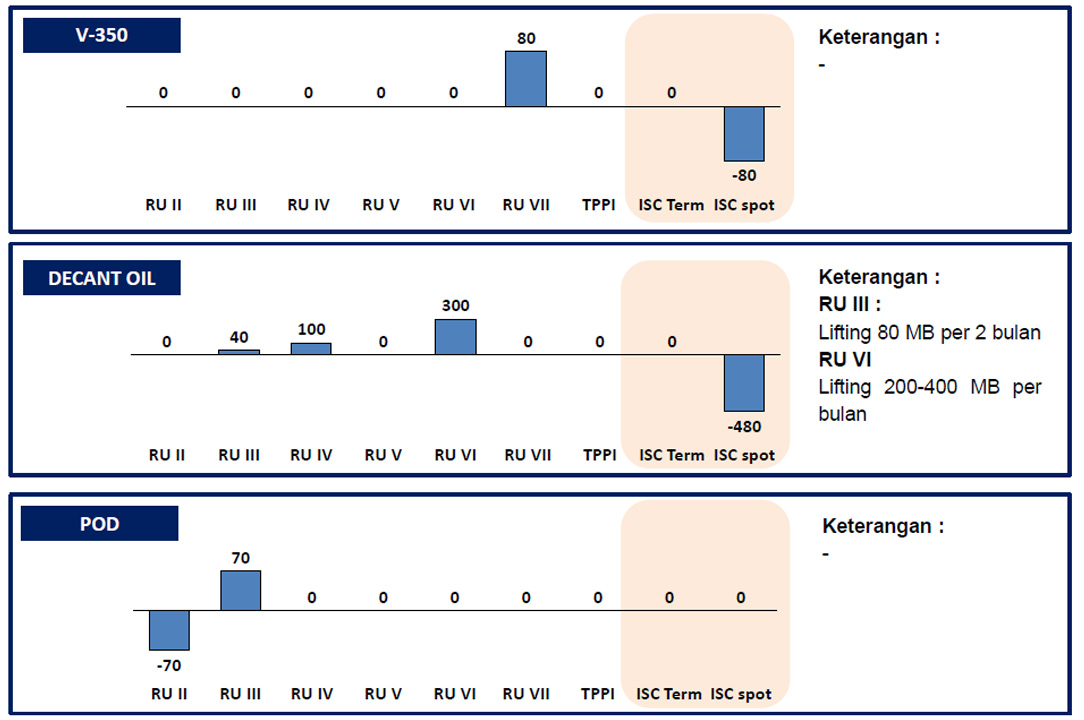 V-350
80
0 0 0 0 0 0 0
-80
RU II RU III RU IV RU V RU VI RU VII TPPI ISC Term ISC spot
Keterangan :
-
DECANT OIL
300
0 40 100 0 0 0 0
-480
RU II RU III RU IV RU V RU VI RU VII TPPI ISC Term ISC spot
Keterangan :
RU III :
Lifting 80 MB per 2 bulan
RU VI
Lifting 200-400 MB per
bulan
POD
70
0 0 0 0 0 0 0
-70
RU II RU III RU IV RU V RU VI RU VII TPPI ISC Term ISC spot
Keterangan :
-